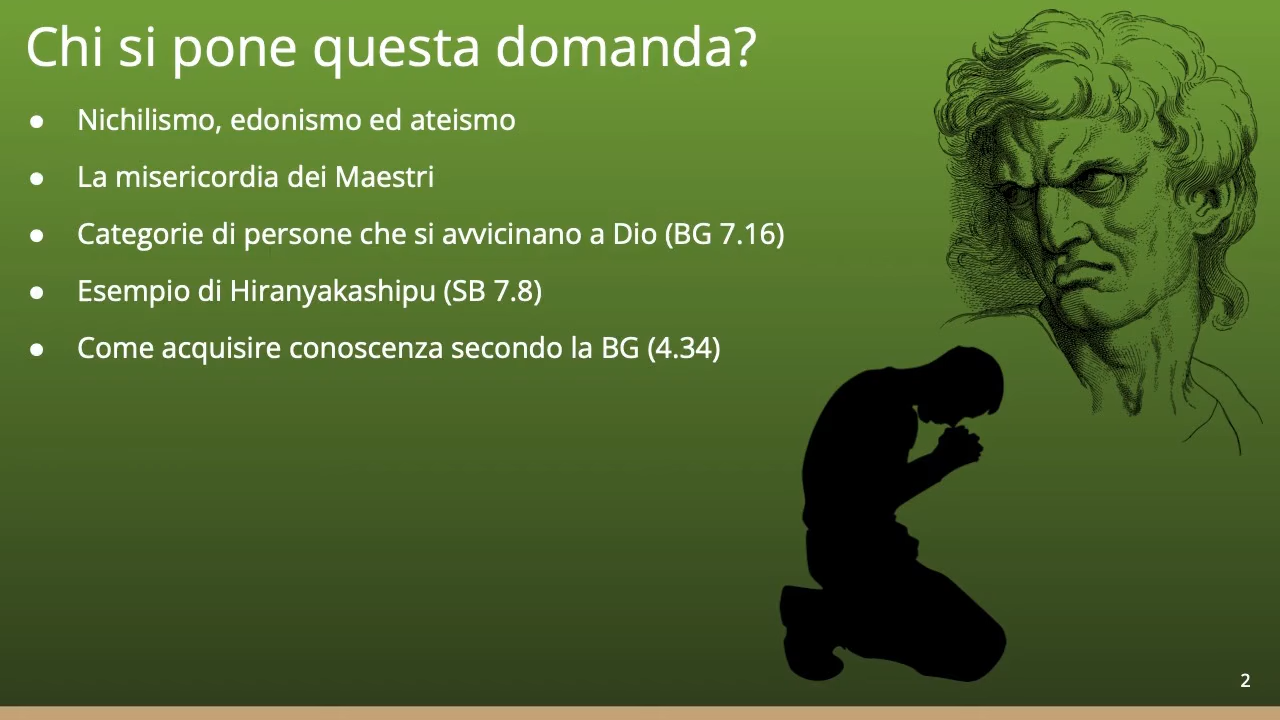 Chi si pone questa domanda?
● Nichilismo, edonismo ed ateismo
● La misericordia dei Maestri
● Categorie di persone che si avvicinano a Dio (BG 7.16)
● Esempio di Hiranyakashipu (SB 7.8)
● Come acquisire conoscenza secondo la BG (4.34)
2